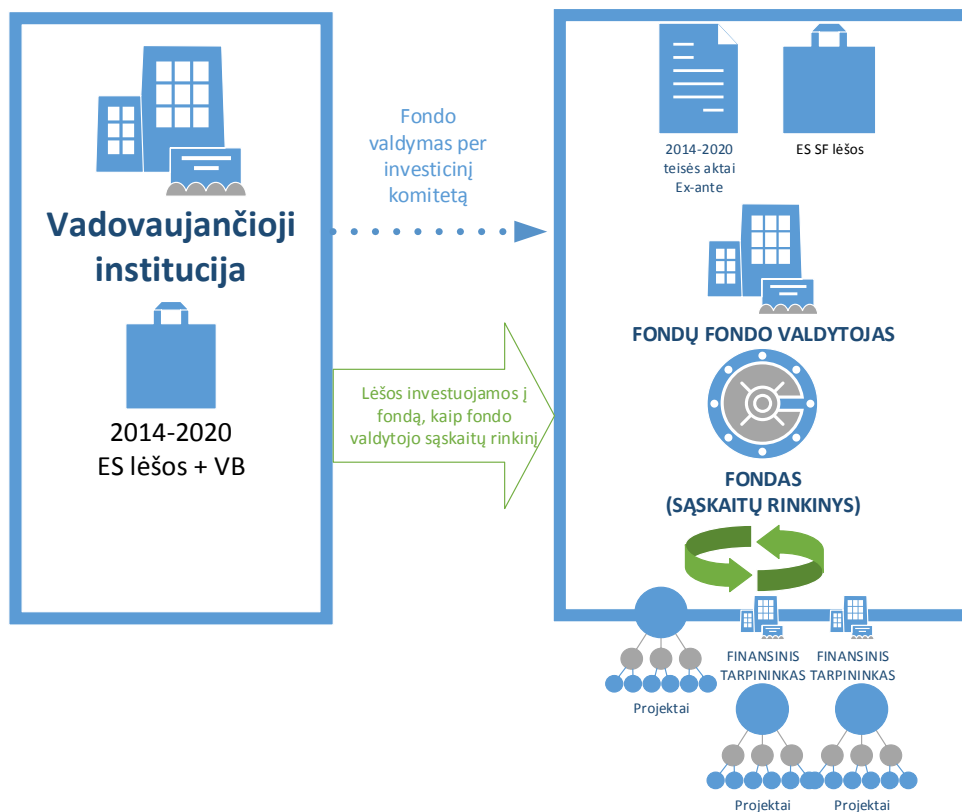 Vadovaujančioji
institucija
2014-2020
ES lėšos + VB
Fondo
valdymas per
investicinį
komitetą
Lėšos investuojamos į
fondą, kaip fondo
valdytojo sąskaitų rinkinį
2014-2020
teisės aktai
Ex-ante
ES SF lėšos
FONDŲ FONDO VALDYTOJAS
FONDAS
(SĄSKAITŲ RINKINYS)
Projektai
FINANSINIS
TARPININKAS
FINANSINIS
TARPININKAS
Projektai
Projektai